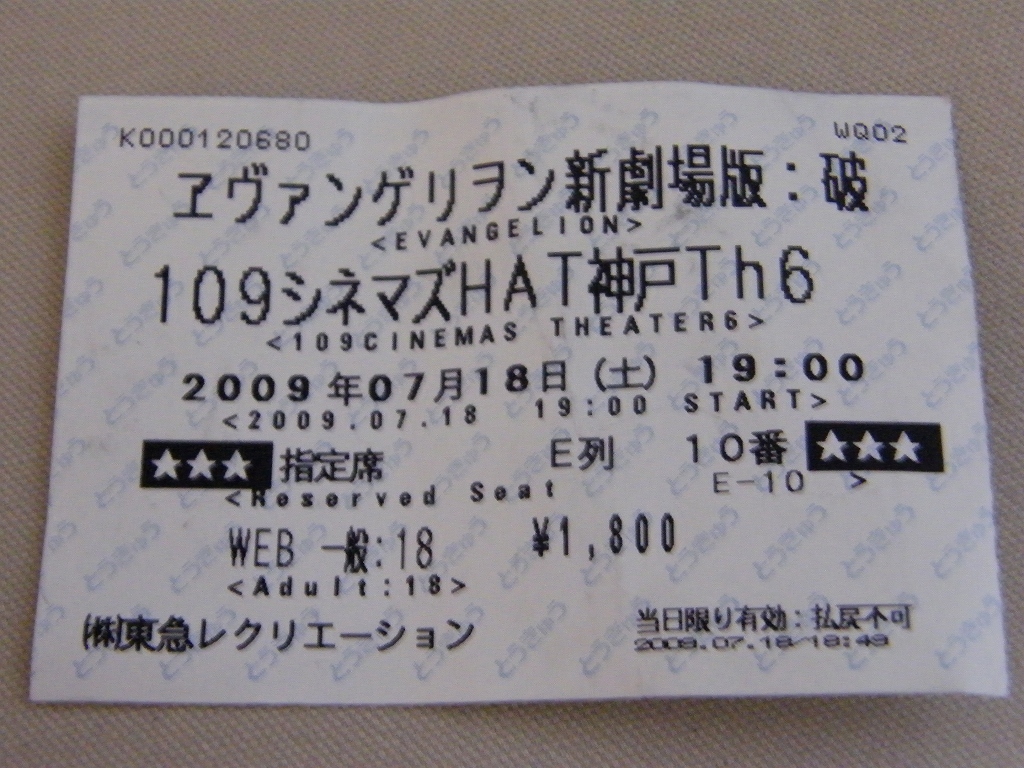 K000120680 WQ02
ヱヴァンゲリヲン新劇場版：破
<EVANGELION>
109シネマズHAT神戸Th6
<109CINEMAS THEATER6>
2009年07月18日（土） 19:00
<2009.07.18 19:00 START>
★★★ 指定席 E列 10番 ★★★
<Reserved Seat E-10 >
WEB 一般:18 ¥1,800
<Adult:18>
㈱東急レクリエーション
当日限り有効：払戻不可
2009.07.18/18:49
とうきゅう